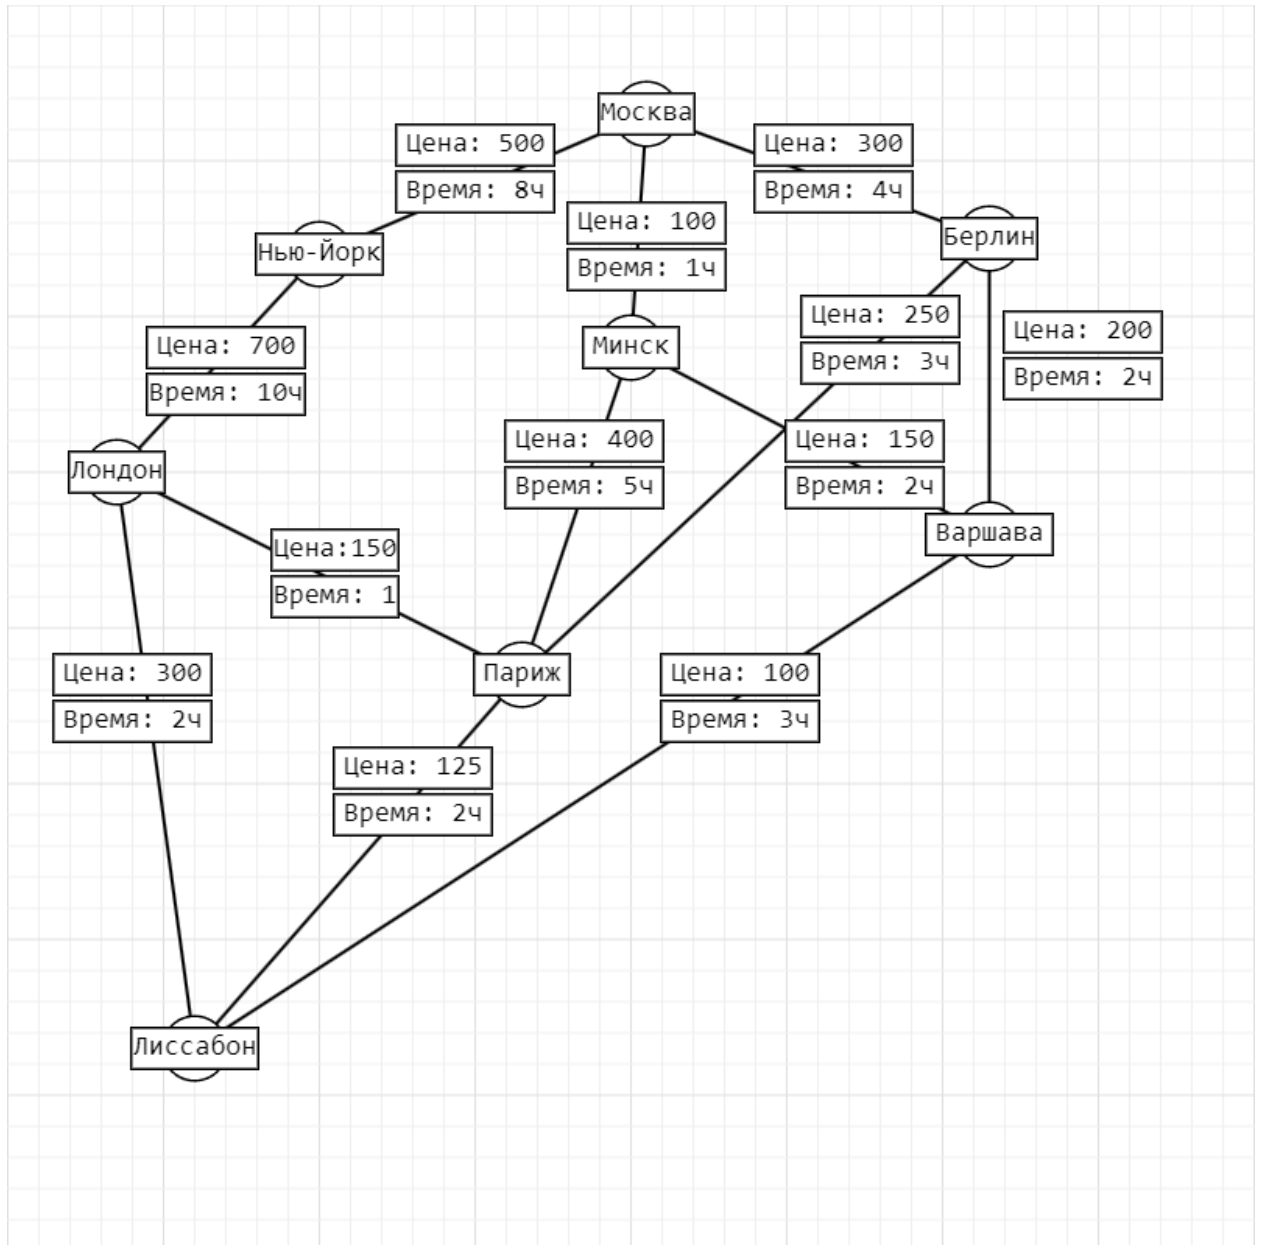 Москва
Цена: 500
Цена: 300
Время: 8ч
Время: 4ч
Цена: 100
Нью-Йорк
Берлин
Время: 1ч
Цена: 250
Цена: 200
Цена: 700
Минск
Время: 3ч
Время: 2ч
Время: 10ч
Цена: 400
Цена: 150
Лондон
Время: 5ч
Время: 2ч
Варшава
Цена:150
Время: 1
Цена: 300
Париж
Цена: 100
Время: 2ч
Время: 3ч
Цена: 125
Время: 2ч
Лиссабон